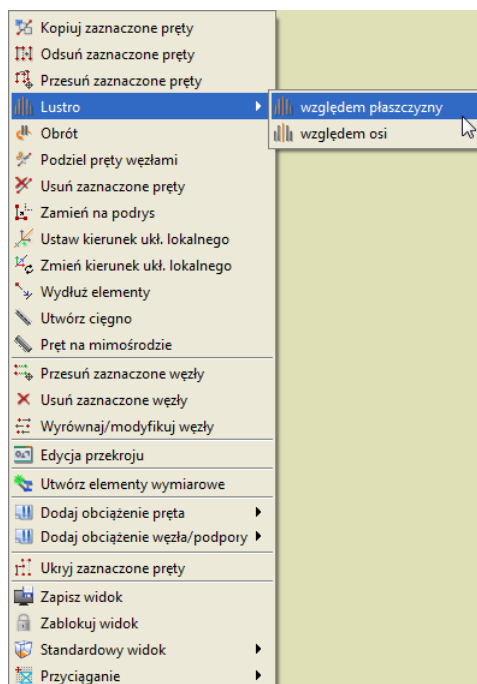 Kopiuj zaznaczone pręty
Odsuń zaznaczone pręty
Przesuń zaznaczone pręty
Lustro
względem płaszczyzny
Obrót
względem osi
Podziel pręty węzłami
Usuń zaznaczone pręty
Zamień na podrys
Ustaw kierunek ukł. lokalnego
Zmień kierunek ukł. lokalnego
Wydłuż elementy
Utwórz cięgno
Pręt na mimośrodzie
Przesuń zaznaczone węzły
Usuń zaznaczone węzły
Wyrównaj/modyfikuj węzły
Edycja przekroju
Utwórz elementy wymiarowe
Dodaj obciążenie pręta
Dodaj obciążenie węzła/podpory
Ukryj zaznaczone pręty
Zapisz widok
Zablokuj widok
Standardowy widok
Przyciąganie